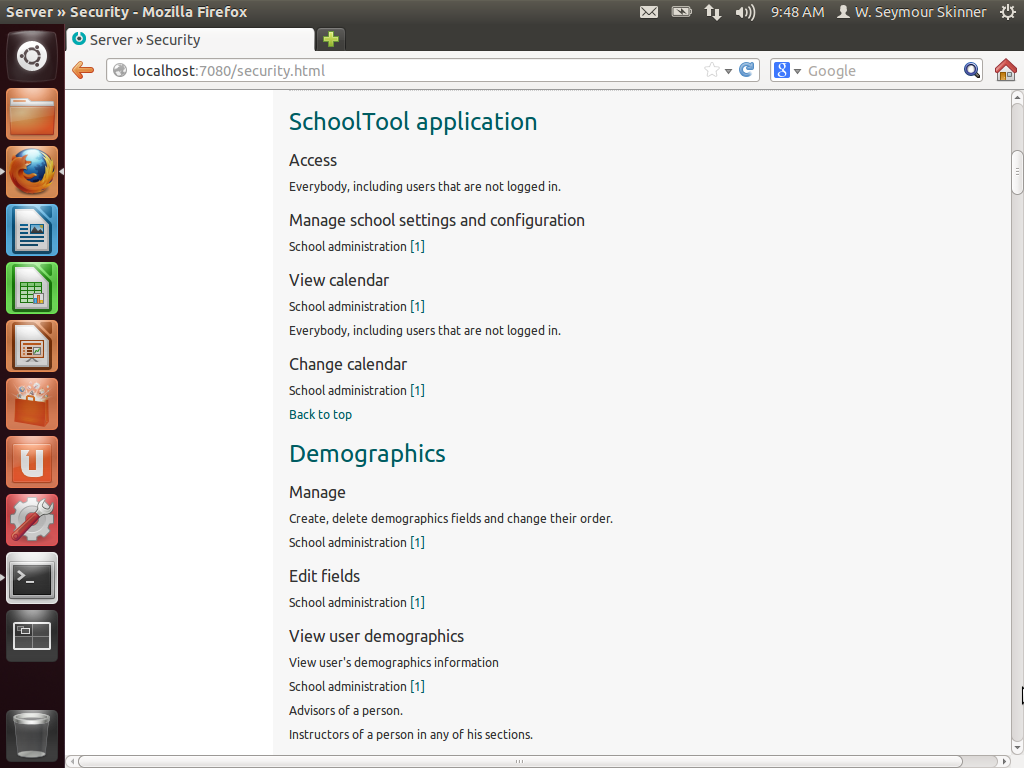 Server » Security - Mozilla Firefox
9:48 AM
W. Seymour Skinner
Server » Security
localhost:7080/security.html
Google
SchoolTool application
Access
Everybody, including users that are not logged in.
Manage school settings and configuration
School administration [1]
View calendar
School administration [1]
Everybody, including users that are not logged in.
Change calendar
School administration [1]
Back to top
Demographics
Manage
Create, delete demographics fields and change their order.
School administration [1]
Edit fields
School administration [1]
View user demographics
View user's demographics information
School administration [1]
Advisors of a person.
Instructors of a person in any of his sections.